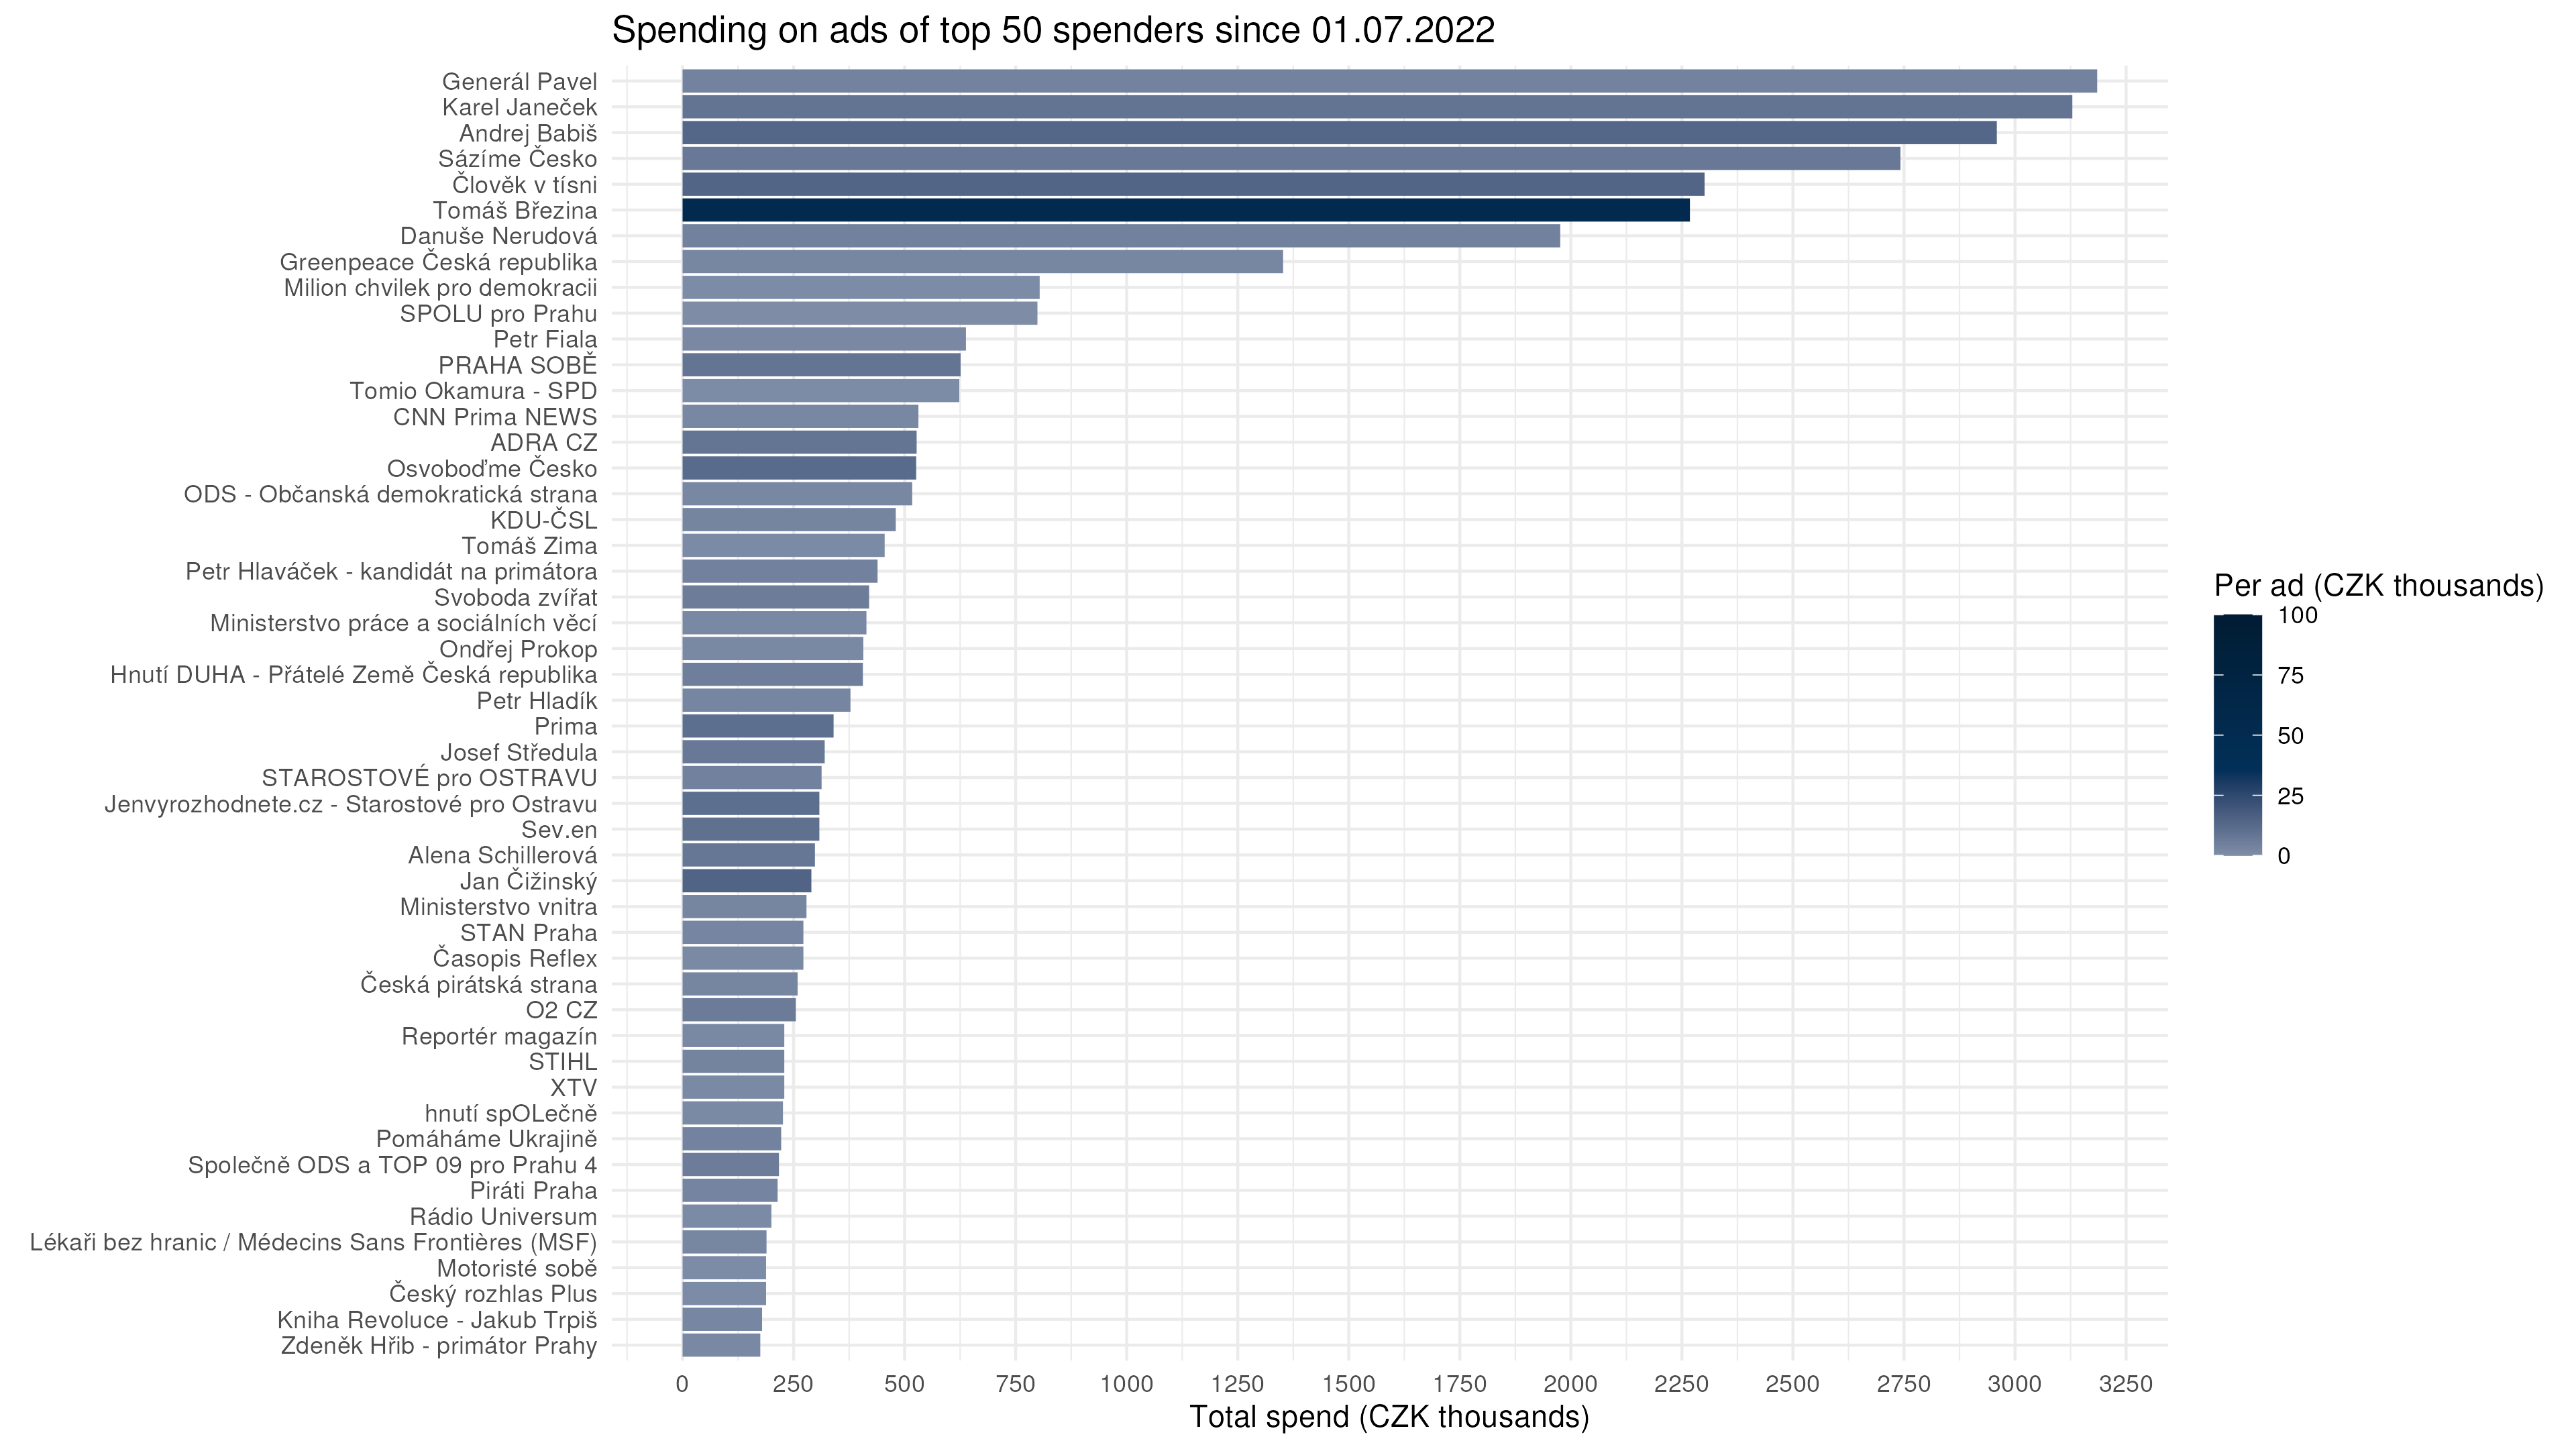 Spending on ads of top 50 spenders since 01.07.2022
Generál Pavel
Karel Janeček
Andrej Babiš
Sázíme Česko
Člověk v tísni
Tomáš Březina
Danuše Nerudová
Greenpeace Česká republika
Milion chvilek pro demokracii
SPOLU pro Prahu
Petr Fiala
PRAHA SOBĚ
Tomio Okamura - SPD
CNN Prima NEWS
ADRA CZ
Osvoboďme Česko
ODS - Občanská demokratická strana
KDU-ČSL
Tomáš Zima
Petr Hlaváček - kandidát na primátora
Svoboda zvířat
Ministerstvo práce a sociálních věcí
Ondřej Prokop
Hnutí DUHA - Přátelé Země Česká republika
Petr Hladík
Prima
Josef Středula
STAROSTOVÉ pro OSTRAVU
Jenvyrozhodnete.cz - Starostové pro Ostravu
Sev.en
Alena Schillerová
Jan Čižinský
Ministerstvo vnitra
STAN Praha
Časopis Reflex
Česká pirátská strana
O2 CZ
Reportér magazín
STIHL
XTV
hnutí spOLečně
Pomáháme Ukrajině
Společně ODS a TOP 09 pro Prahu 4
Piráti Praha
Rádio Universum
Lékaři bez hranic / Médecins Sans Frontières (MSF)
Motoristé sobě
Český rozhlas Plus
Kniha Revoluce - Jakub Trpiš
Zdeněk Hřib - primátor Prahy
0 250 500 750 1000 1250 1500 1750 2000 2250 2500 2750 3000 3250
Total spend (CZK thousands)
Per ad (CZK thousands)
100
75
50
25
0